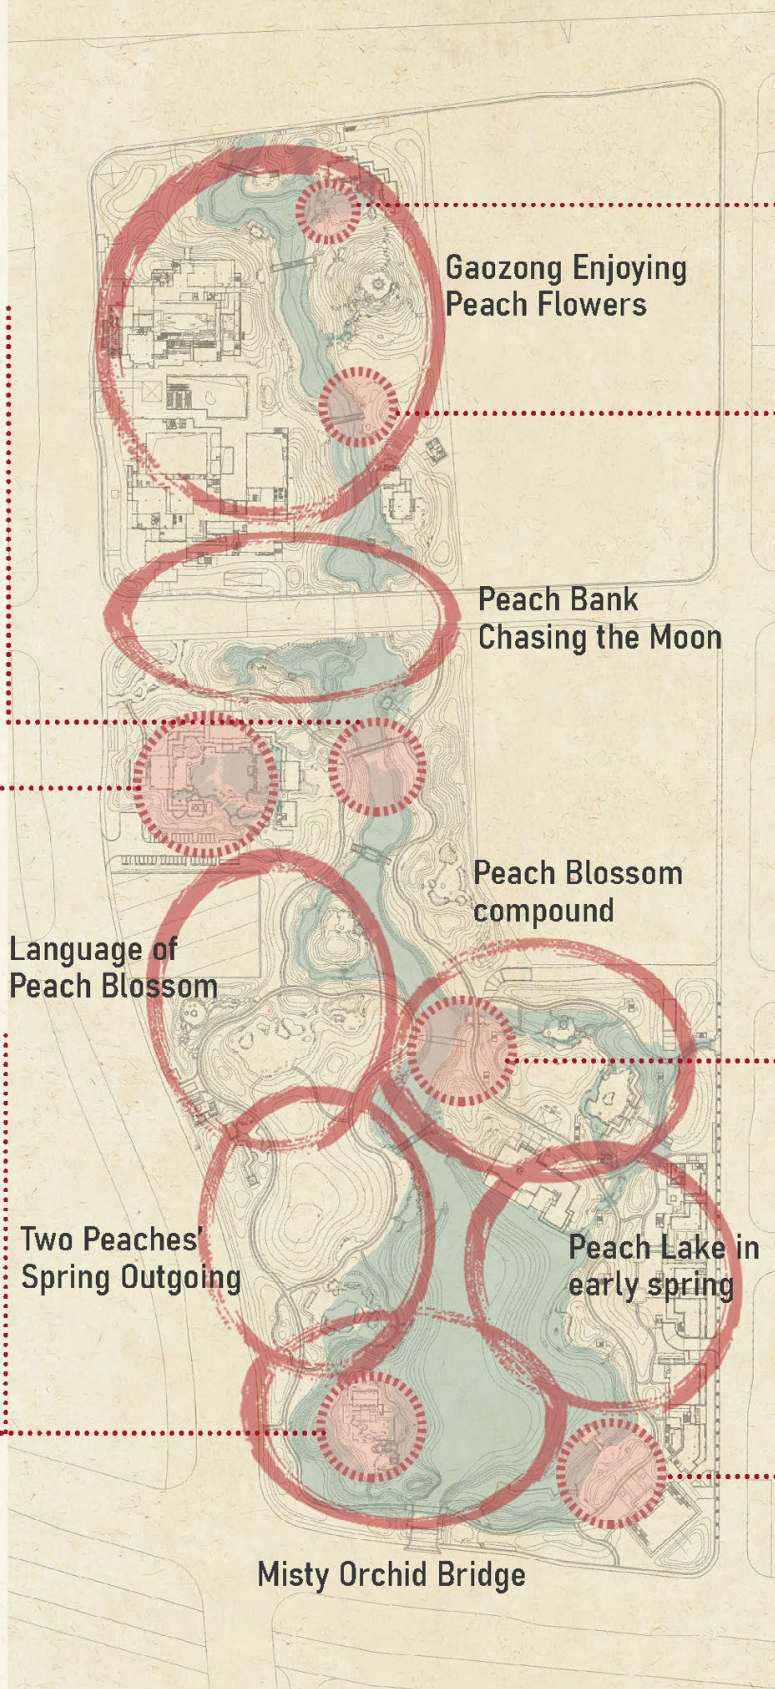 Gaozong Enjoying
Peach Flowers
Peach Bank
Chasing the Moon
Peach Blossom
compound
Language of
Peach Blossom
Two Peaches'
Spring Outgoing
Peach Lake in
early spring
Misty Orchid Bridge